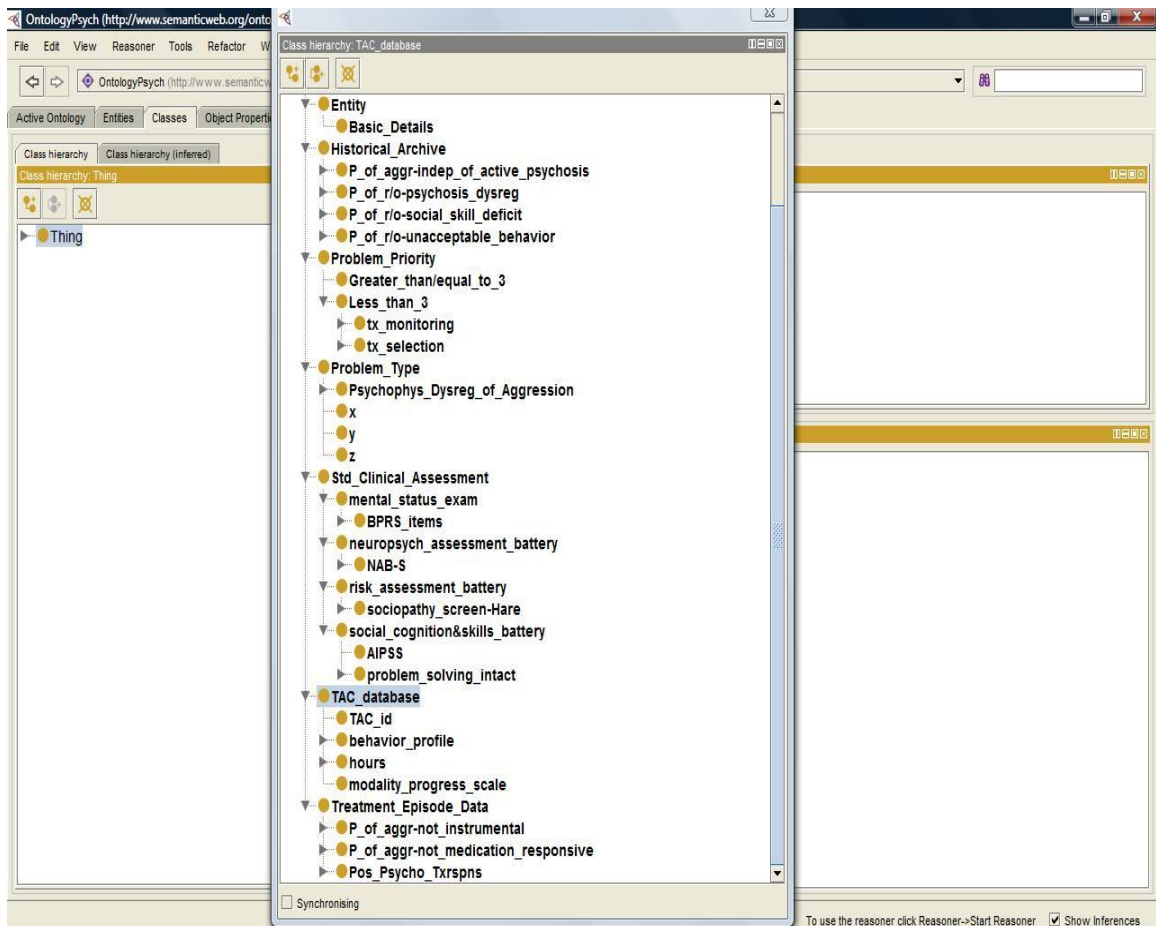 OntologyPsych (http://www.semanticweb.org/onto
File Edit View Reasoner Tools Refactor W
OntologyPsych (http://www.semanticw
Active Ontology Entities Classes Object Properti
Class hierarchy Class hierarchy (inferred)
Class hierarchy: Thing
Thing
Class hierarchy: TAC_database
Entity
Basic_Details
Historical_Archive
P_of_aggr-indep_of_active_psychosis
P_of_r/o-psychosis_dysreg
P_of_r/o-social_skill_deficit
P_of_r/o-unacceptable_behavior
Problem_Priority
Greater_than/equal_to_3
Less_than_3
tx_monitoring
tx_selection
Problem_Type
Psychophys_Dysreg_of_Aggression
x
y
z
Std_Clinical_Assessment
mental_status_exam
BPRS_items
neuropsych_assessment_battery
NAB-S
risk_assessment_battery
sociopathy_screen-Hare
social_cognition&skills_battery
AIPSS
problem_solving_intact
TAC_database
TAC_id
behavior_profile
hours
modality_progress_scale
Treatment_Episode_Data
P_of_aggr-not_instrumental
P_of_aggr-not_medication_responsive
Pos_Psycho_Txrspns
Synchronising
To use the reasoner click Reasoner->Start Reasoner Show Inferences